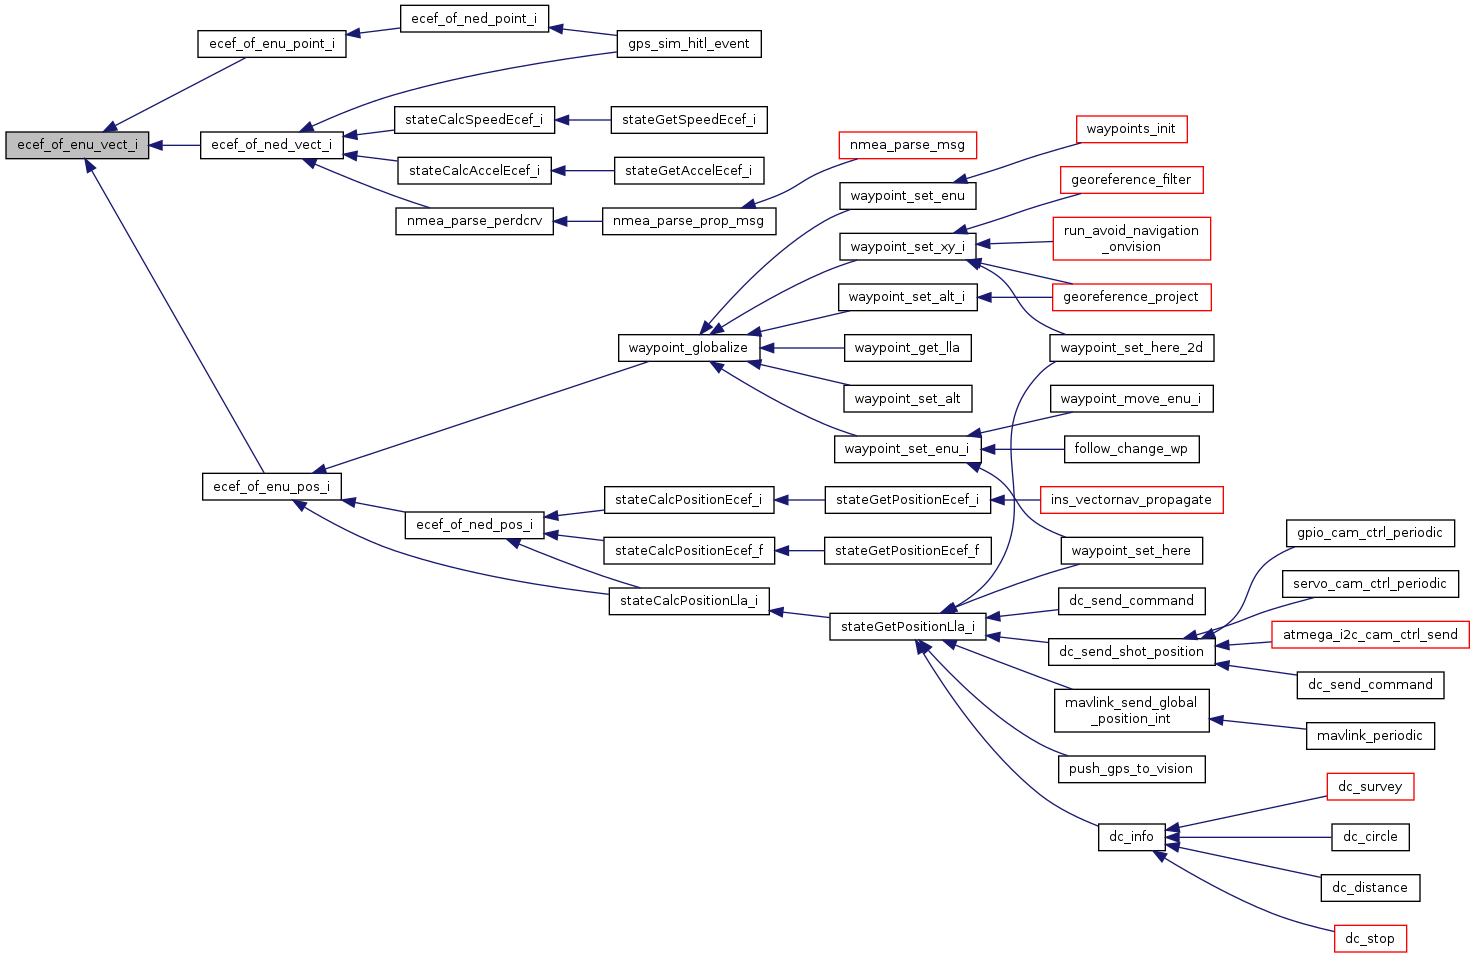 ecef_of_enu_vect_i
ecef_of_enu_point_i
ecef_of_ned_point_i
gps_sim_hitl_event
ecef_of_ned_vect_i
stateCalcSpeedEcef_i
stateGetSpeedEcef_i
stateCalcAccelEcef_i
stateGetAccelEcef_i
nmea_parse_perdcrv
nmea_parse_prop_msg
nmea_parse_msg
ecef_of_enu_pos_i
waypoint_globalize
waypoint_set_enu
waypoints_init
waypoint_set_xy_i
georeference_filter
run_avoid_navigation
_onvision
georeference_project
waypoint_set_here_2d
waypoint_set_alt_i
waypoint_get_lla
waypoint_set_alt
waypoint_set_enu_i
waypoint_move_enu_i
follow_change_wp
waypoint_set_here
ecef_of_ned_pos_i
stateCalcPositionEcef_i
stateGetPositionEcef_i
ins_vectornav_propagate
stateCalcPositionEcef_f
stateGetPositionEcef_f
stateCalcPositionLla_i
stateGetPositionLla_i
dc_send_command
dc_send_shot_position
gpio_cam_ctrl_periodic
servo_cam_ctrl_periodic
atmega_i2c_cam_ctrl_send
dc_send_command
mavlink_send_global
_position_int
mavlink_periodic
push_gps_to_vision
dc_info
dc_survey
dc_circle
dc_distance
dc_stop